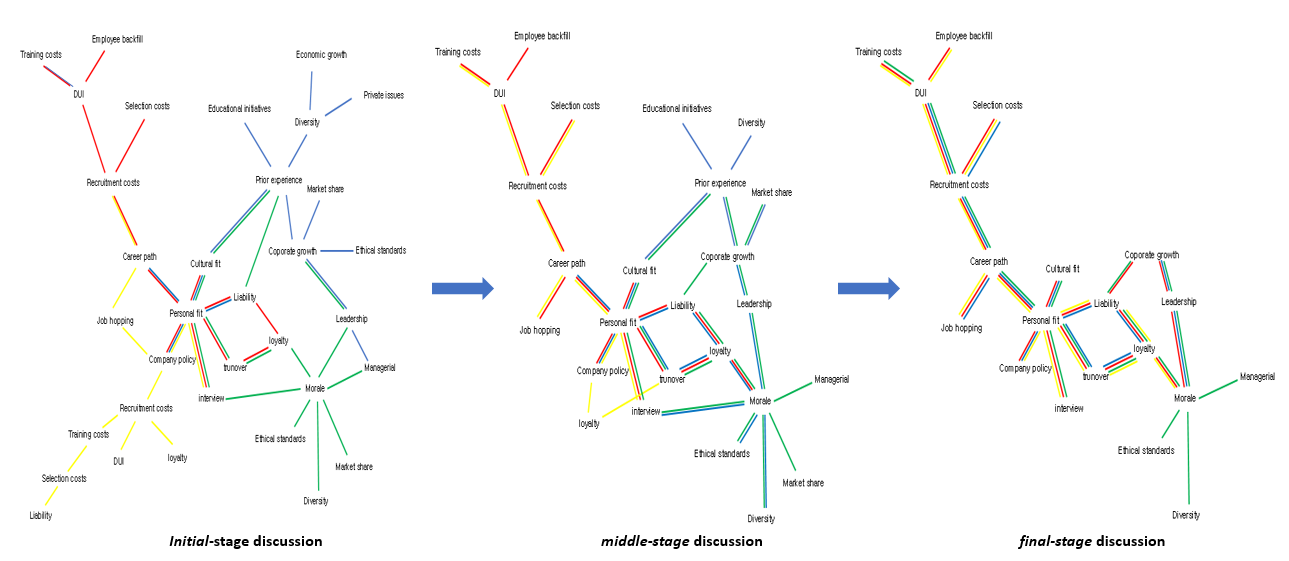 Training costs
Employee backfill
DUI
Selection costs
Recruitment costs
Economic growth
Private issues
Educational initiatives
Diversity
Prior experience
Market share
Career path
Cultural fit
Coporate growth
Ethical standards
Liability
Personal fit
Job hopping
Leadership
loyalty
Company policy
trunover
Managerial
Morale
interview
Recruitment costs
Training costs
DUI
loyalty
Ethical standards
Selection costs
Market share
Liability
Diversity
Initial-stage discussion
Training costs
Employee backfill
DUI
Selection costs
Recruitment costs
Educational initiatives
Diversity
Prior experience
Market share
Career path
Cultural fit
Coporate growth
Liability
Leadership
Personal fit
Job hopping
loyalty
Company policy
trunover
Managerial
Morale
interview
loyalty
Ethical standards
Market share
Diversity
middle-stage discussion
Training costs
Employee backfill
DUI
Selection costs
Recruitment costs
Career path
Cultural fit
Coporate growth
Liability
Leadership
Personal fit
Job hopping
loyalty
Company policy
trunover
Managerial
Morale
interview
Ethical standards
Diversity
final-stage discussion